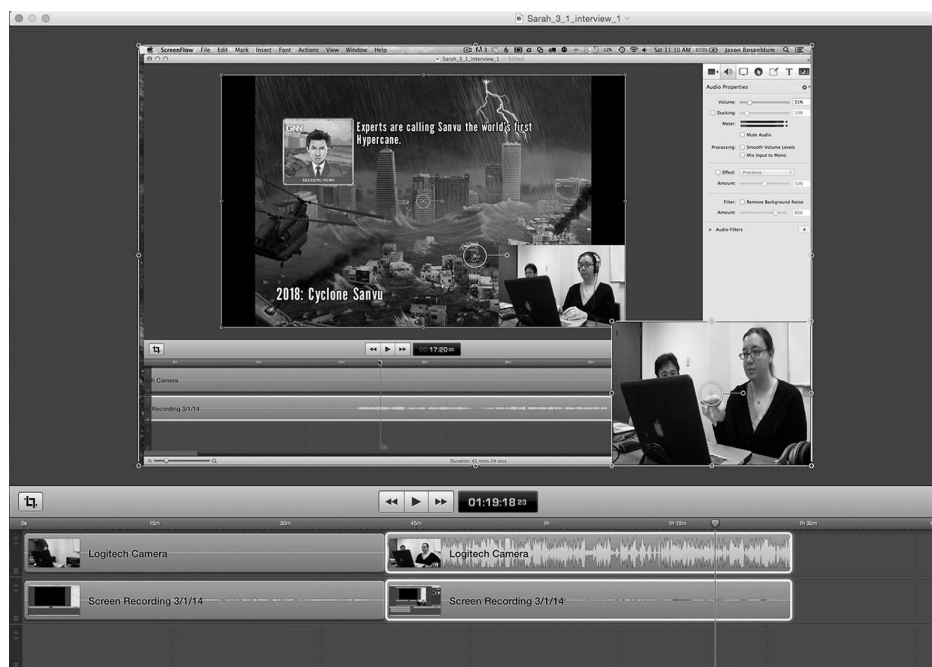 Sarah_3_1_interview_1
ScreenFlow File Edit Mark Insert Font Actions View Window Help Sat 11:30 AM Jason Rosenblum
Sarah_3_1_interview_1 — Edited
Audio Properties
Volume: 31%
Ducking: 10%
Meter:
Mute Audio
Processing: Smooth Volume Levels
Mix Input to Mono
Effect: Presence
Amount: 50%
Filter: Remove Background Noise
Amount: 80%
Audio Filters
GNN
BREAKING NEWS
Experts are calling Sanvu the world's first
Hypercane.
2018: Cyclone Sanvu
00:17:20
h Camera
Recording 3/1/14
Duration: 41 mins 24 secs
01:19:18 23
0s 15m 30m 45m 1h 1h 15m 1h 30m
Logitech Camera Logitech Camera
Screen Recording 3/1/14 Screen Recording 3/1/14